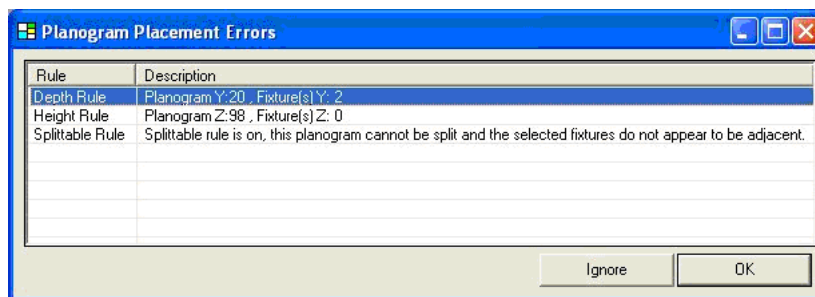 Planogram Placement Errors
Rule Description
Depth Rule Planogram Y:20 , Fixture(s) Y: 2
Height Rule Planogram Z:98 , Fixture(s) Z: 0
Splittable Rule Splittable rule is on, this planogram cannot be split and the selected fixtures do not appear to be adjacent.
Ignore OK